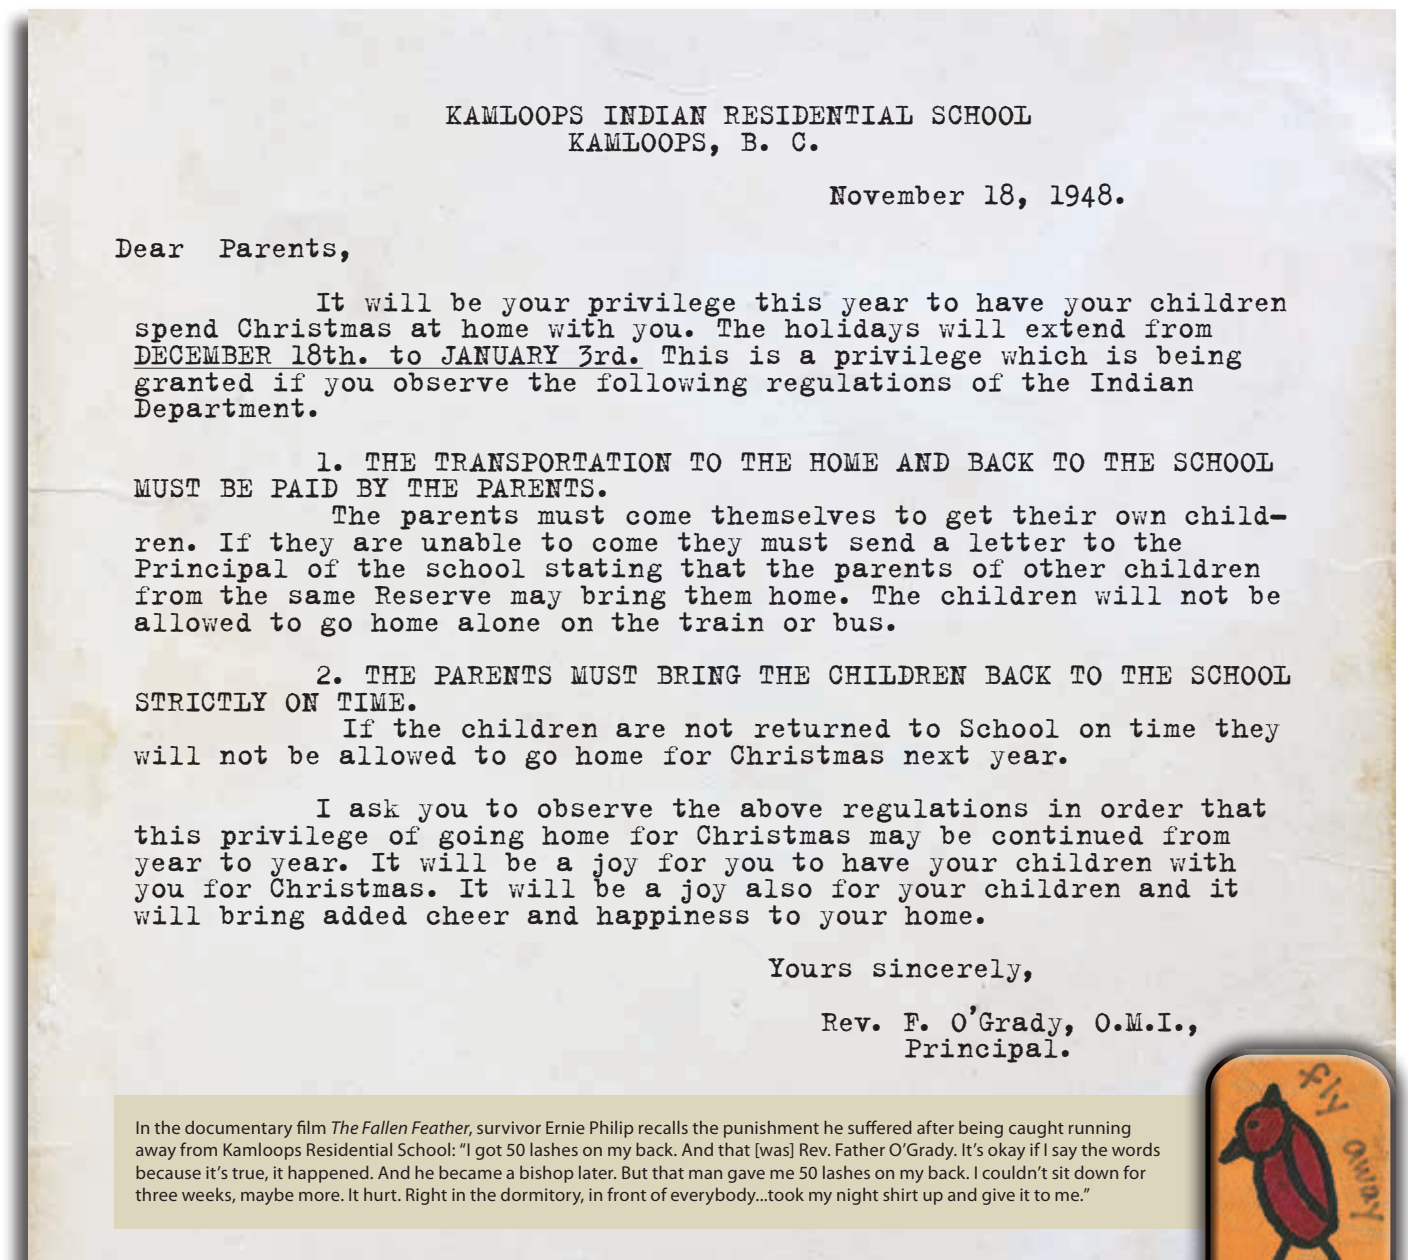 KAMLOOPS INDIAN RESIDENTIAL SCHOOL
KAMLOOPS, B. C.
November 18, 1948.
Dear Parents,
It will be your privilege this year to have your children
spend Christmas at home with you. The holidays will extend from
DECEMBER 18th. to JANUARY 3rd. This is a privilege which is being
granted if you observe the following regulations of the Indian
Department.
1. THE TRANSPORTATION TO THE HOME AND BACK TO THE SCHOOL
MUST BE PAID BY THE PARENTS.
The parents must come themselves to get their own child-
ren. If they are unable to come they must send a letter to the
Principal of the school stating that the parents of other children
from the same Reserve may bring them home. The children will not be
allowed to go home alone on the train or bus.
2. THE PARENTS MUST BRING THE CHILDREN BACK TO THE SCHOOL
STRICTLY ON TIME.
If the children are not returned to School on time they
will not be allowed to go home for Christmas next year.
I ask you to observe the above regulations in order that
this privilege of going home for Christmas may be continued from
year to year. It will be a joy for you to have your children with
you for Christmas. It will be a joy also for your children and it
will bring added cheer and happiness to your home.
Yours sincerely,
Rev. F. O'Grady, O.M.I.,
Principal.
In the documentary film The Fallen Feather, survivor Ernie Philip recalls the punishment he suffered after being caught running
away from Kamloops Residential School: “I got 50 lashes on my back. And that [was] Rev. Father O’Grady. It’s okay if I say the words
because it’s true, it happened. And he became a bishop later. But that man gave me 50 lashes on my back. I couldn’t sit down for
three weeks, maybe more. It hurt. Right in the dormitory, in front of everybody...took my night shirt up and give it to me.”
fly
away